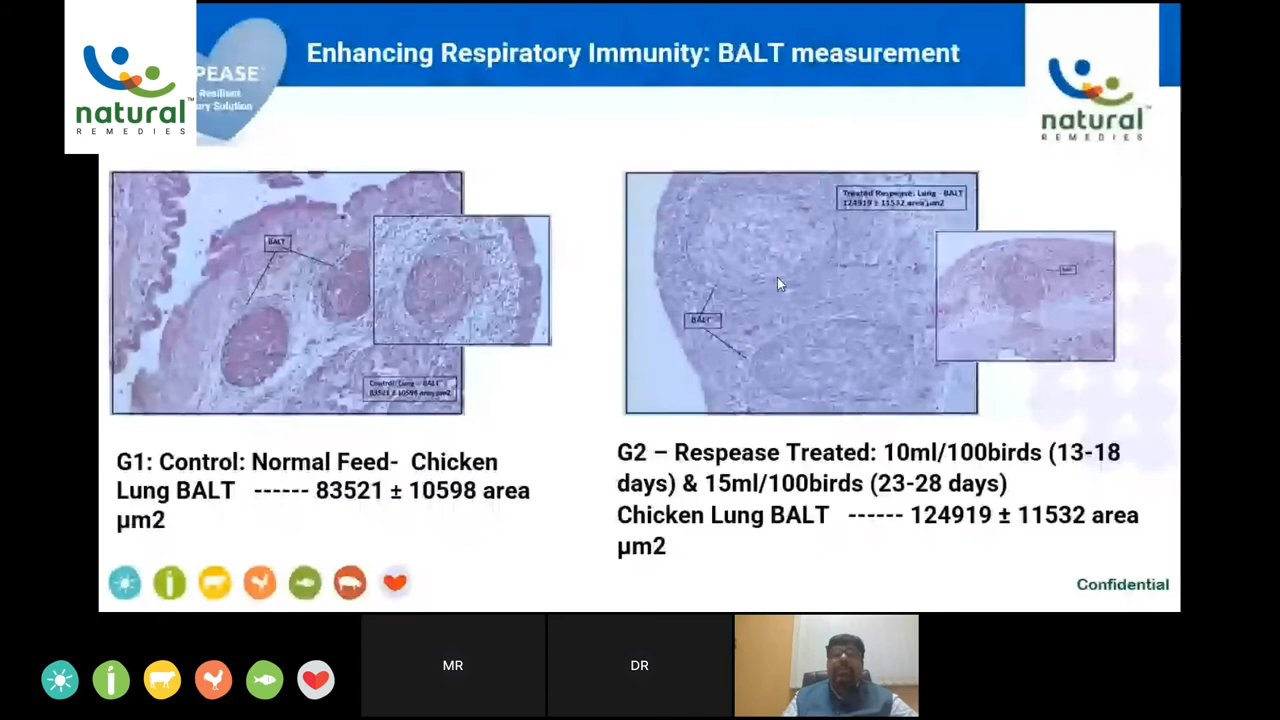 natural
REMEDIES
PEASE
Resilient
ory Solution
Enhancing Respiratory Immunity: BALT measurement
natural
REMEDIES
BALT
Control: Lung - BALT
83521 ± 10598 area µm2
Treated Respease: Lung - BALT
124919 ± 11532 area µm2
BALT
G1: Control: Normal Feed- Chicken
Lung BALT ------ 83521 ± 10598 area
µm2
G2 – Respease Treated: 10ml/100birds (13-18
days) & 15ml/100birds (23-28 days)
Chicken Lung BALT ------ 124919 ± 11532 area
µm2
Confidential
MR
DR